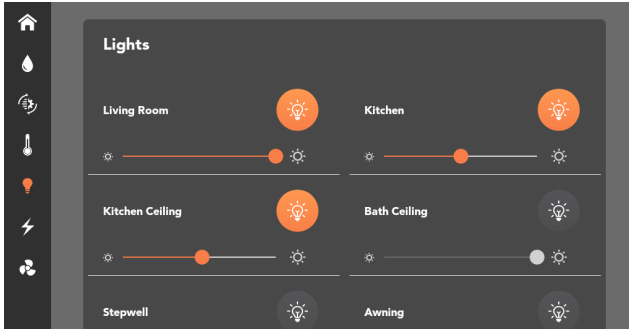 Lights
Living Room
Kitchen
Kitchen Ceiling
Bath Ceiling
Stepwell
Awning